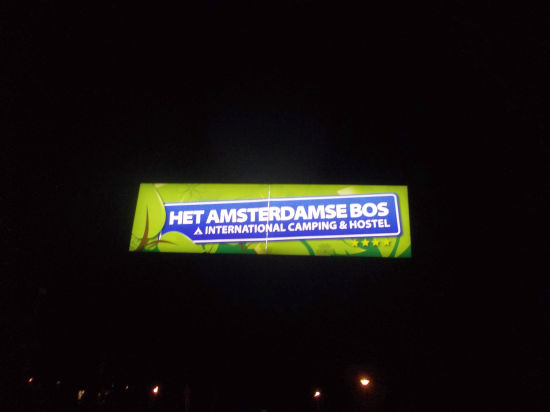 HET AMSTERDAMSE BOS
INTERNATIONAL CAMPING & HOSTEL